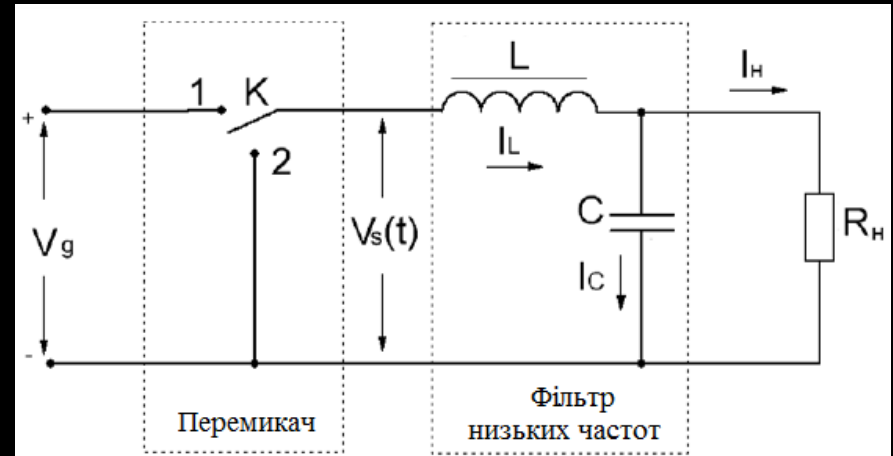 L
Iн
1 K
+
IL
2
Vg
Vs(t)
C
Rн
Ic
-
Перемикач
Фільтр
низьких частот